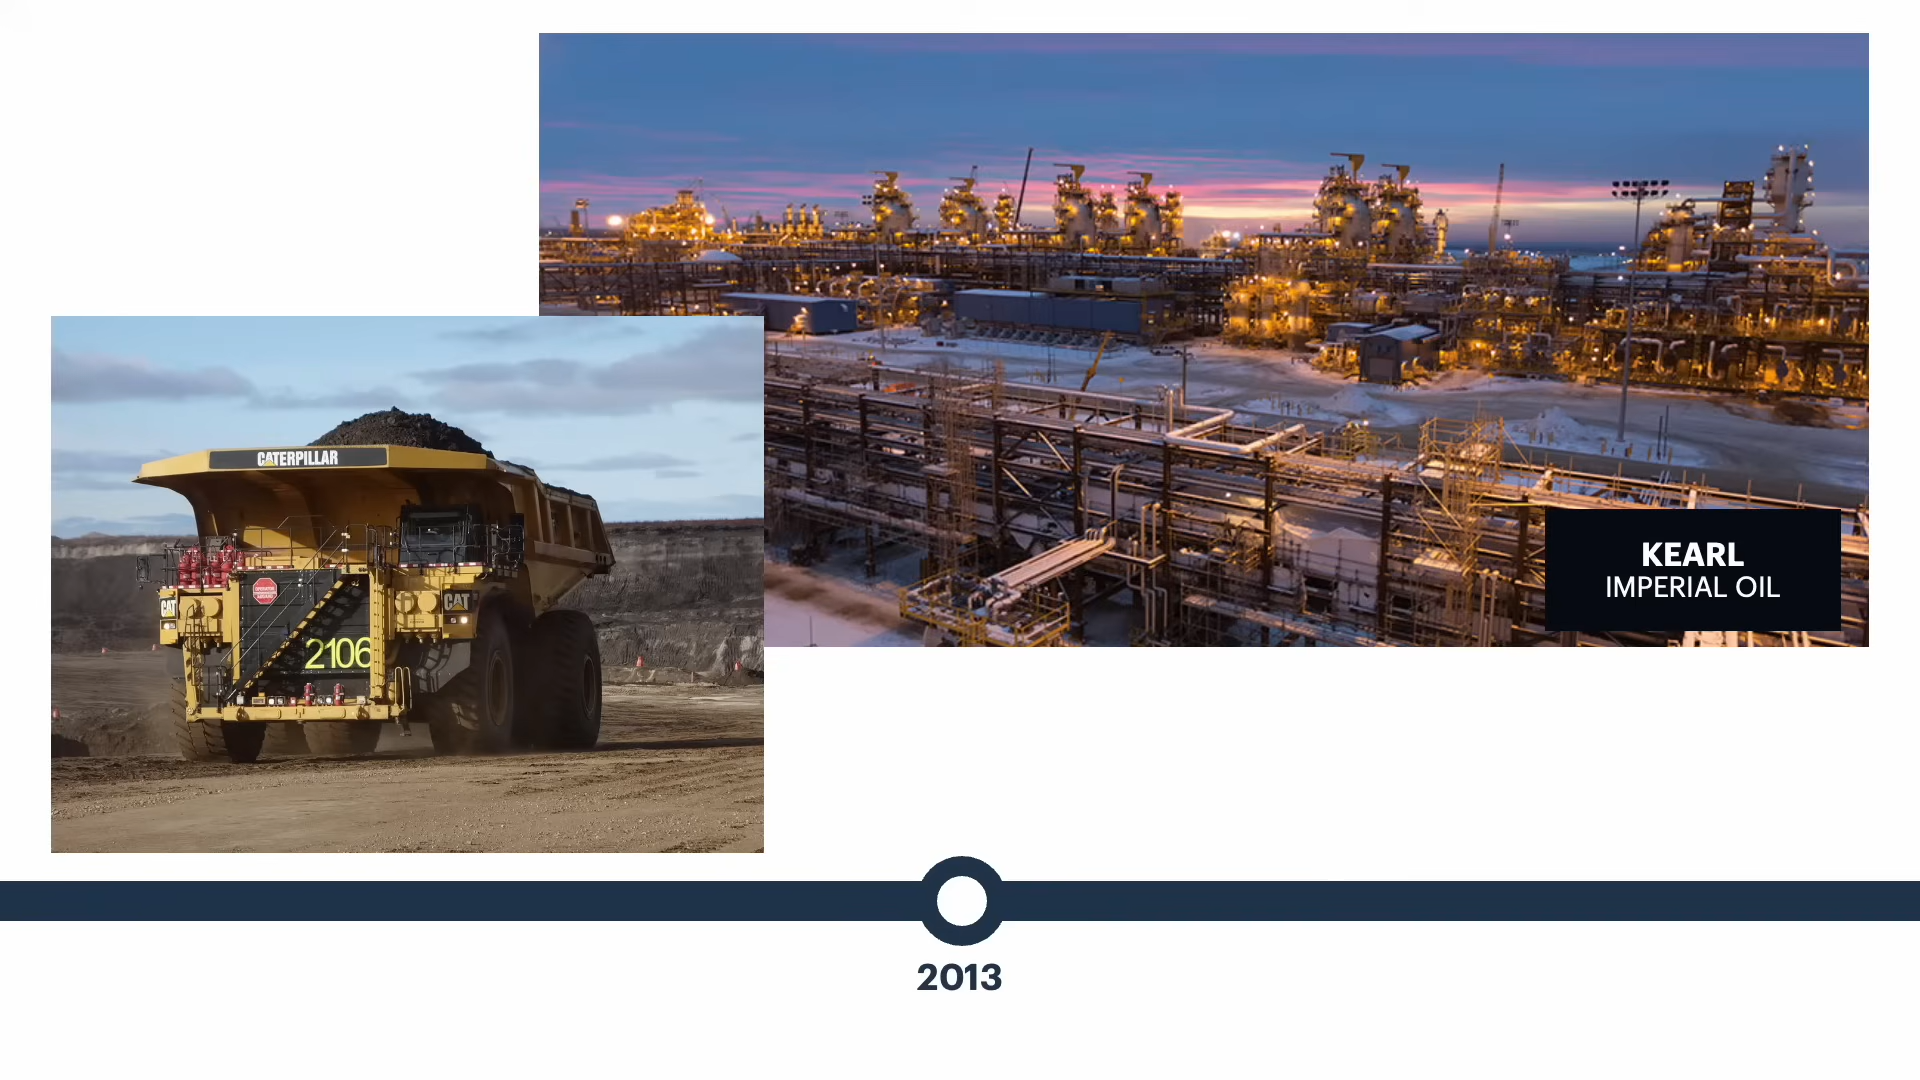 KEARL
IMPERIAL OIL
CATERPILLAR
CAT
CAT
2106
2013